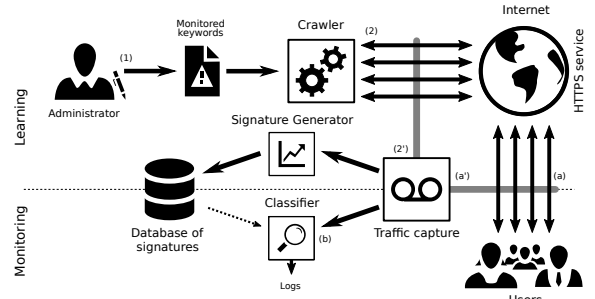 Internet
Crawler
Monitored
keywords
(1)
(2)
HTTPS service
Administrator
Learning
Signature Generator
(2')
(a')
(a)
Classifier
Monitoring
Database of
signatures
(b)
Traffic capture
Logs
Users